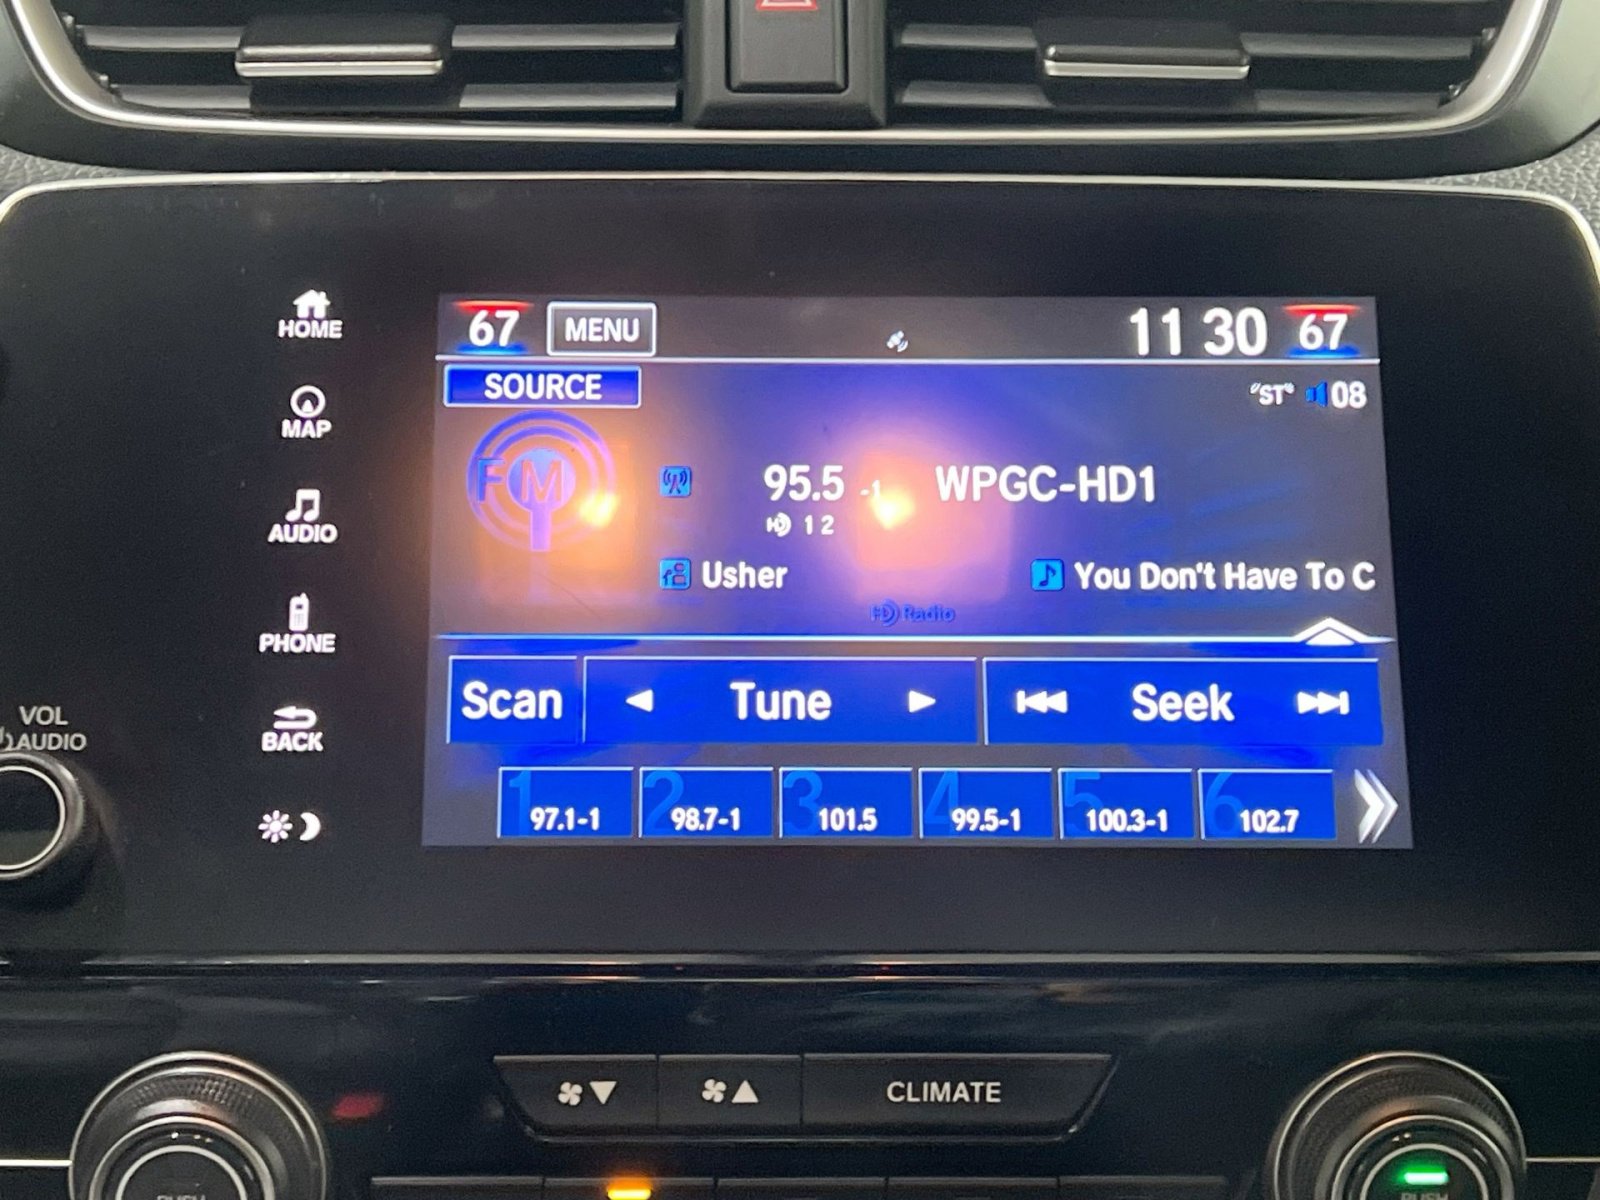 HOME
MAP
AUDIO
PHONE
BACK
VOL
AUDIO
67 MENU 11 30 67
SOURCE
"ST" 08
FM
95.5 -1 WPGC-HD1
HD 1 2
Usher You Don't Have To C
HD Radio
Scan Tune Seek
1 2 3 4 5 6
97.1-1 98.7-1 101.5 99.5-1 100.3-1 102.7
CLIMATE
PUSH